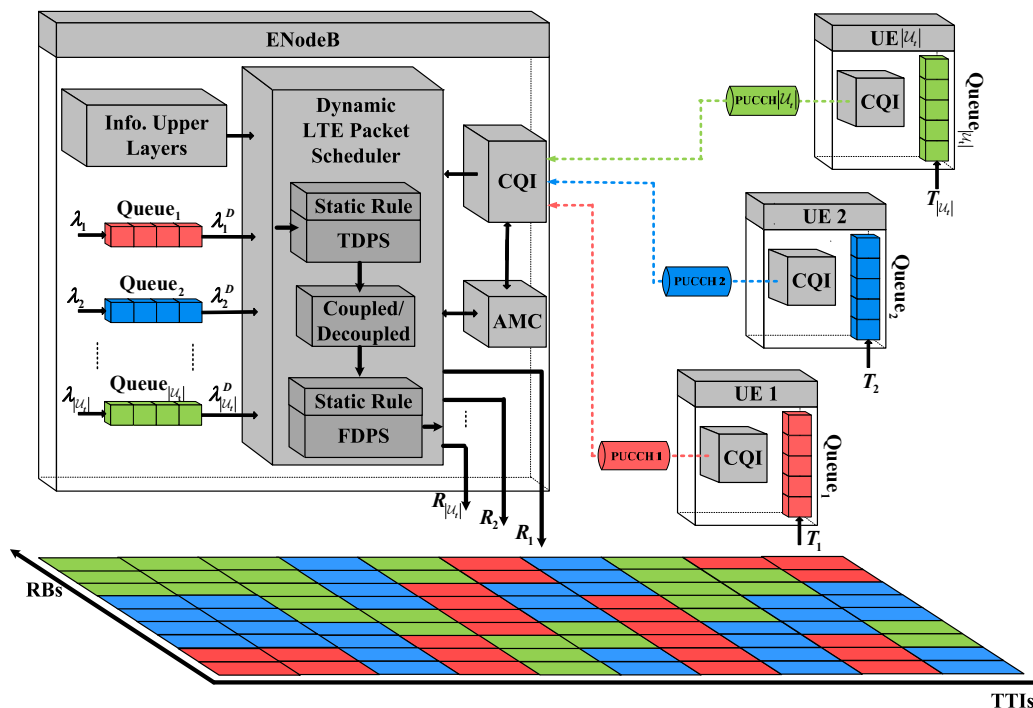 ENodeB
Info. Upper
Layers
Dynamic
LTE Packet
Scheduler
Static Rule
TDPS
Coupled/
Decoupled
Static Rule
FDPS
CQI
AMC
λ₁ Queue₁ λ₁ᴰ
λ₂ Queue₂ λ₂ᴰ
λ|𝒰ₜ| Queue|𝒰ₜ| λ|𝒰ₜ|ᴰ
R|𝒰ₜ|
R₂
R₁
PUCCH|𝒰ₜ|
PUCCH 2
PUCCH 1
UE|𝒰ₜ|
CQI
Queue|𝒰ₜ|
T|𝒰ₜ|
UE 2
CQI
Queue₂
T₂
UE 1
CQI
Queue₁
T₁
RBs
TTIs